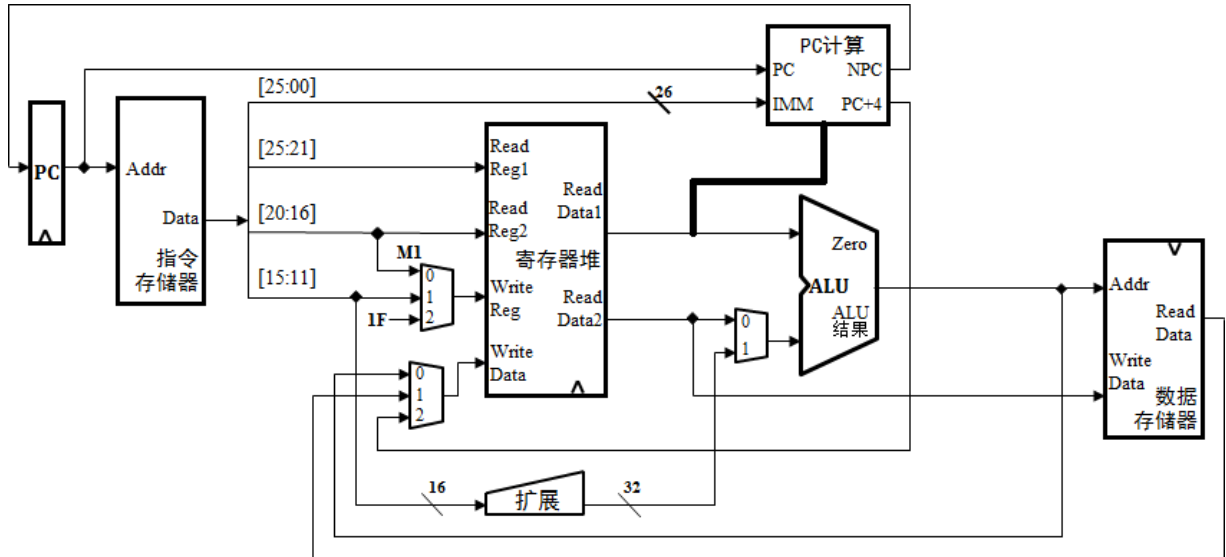 PC计算
PC NPC
IMM PC+4
[25:00]
26
[25:21]
[20:16]
[15:11]
PC
Addr
Data
指令
存储器
M1
0
1
2
1F
Read
Reg1
Read
Reg2
Write
Reg
Write
Data
Read
Data1
寄存器堆
Read
Data2
0
1
2
0
1
Zero
ALU
ALU
结果
Addr
Read
Data
Write
Data
数据
存储器
16
扩展
32